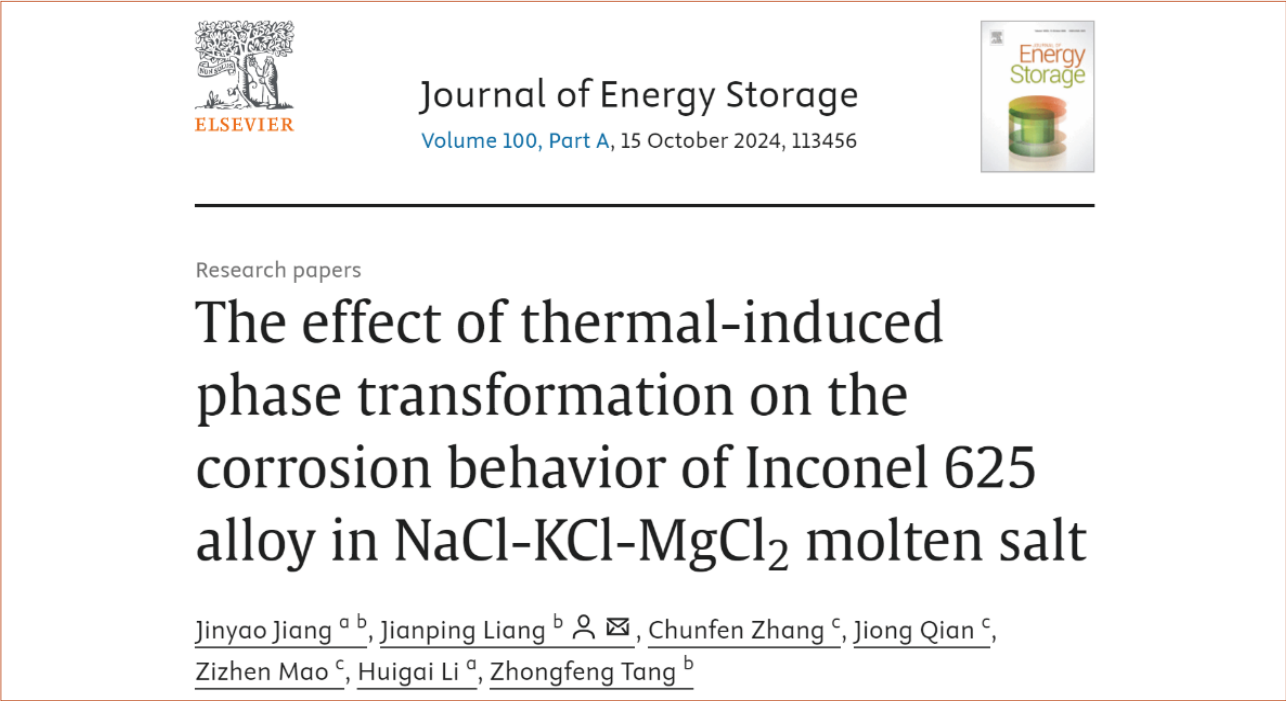 ELSEVIER
Journal of Energy Storage
Volume 100, Part A, 15 October 2024, 113456
JOURNAL OF
Energy
Storage
Research papers
The effect of thermal-induced
phase transformation on the
corrosion behavior of Inconel 625
alloy in NaCl-KCl-MgCl₂ molten salt
Jinyao Jiang ᵃ ᵇ, Jianping Liang ᵇ, Chunfen Zhang ᶜ, Jiong Qian ᶜ,
Zizhen Mao ᶜ, Huigai Li ᵃ, Zhongfeng Tang ᵇ